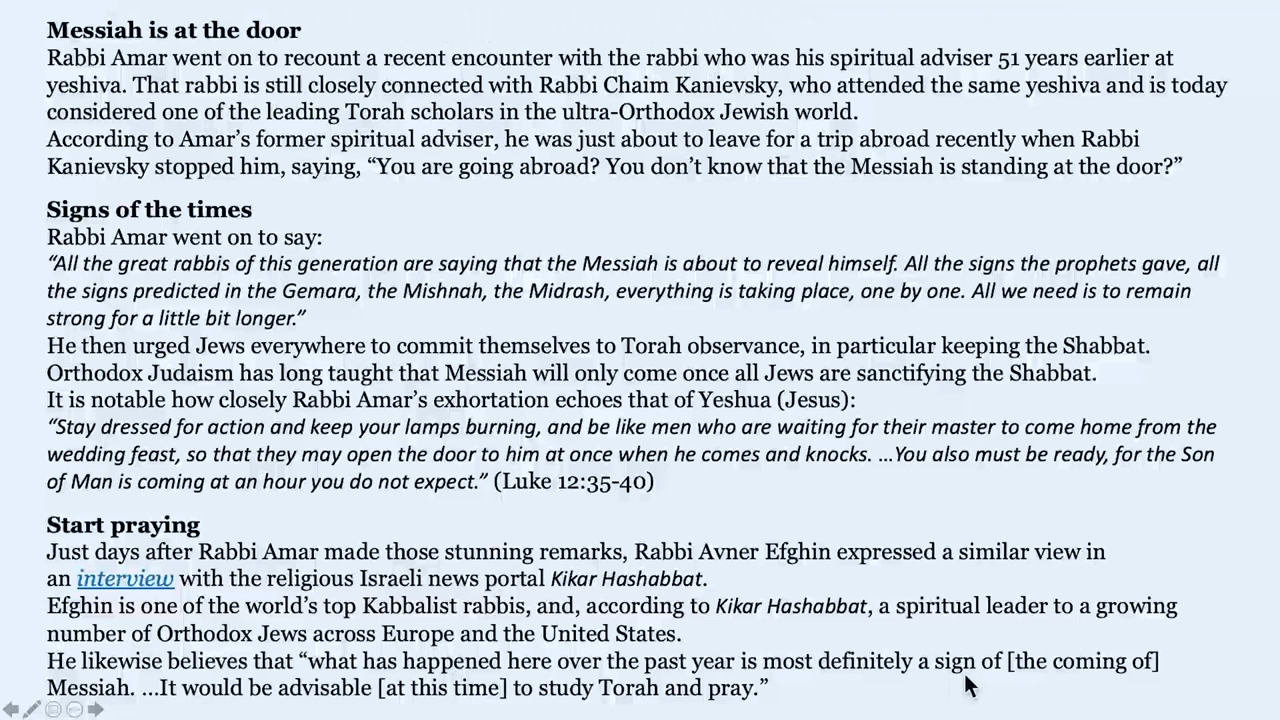 Messiah is at the door
Rabbi Amar went on to recount a recent encounter with the rabbi who was his spiritual adviser 51 years earlier at
yeshiva. That rabbi is still closely connected with Rabbi Chaim Kanievsky, who attended the same yeshiva and is today
considered one of the leading Torah scholars in the ultra-Orthodox Jewish world.
According to Amar’s former spiritual adviser, he was just about to leave for a trip abroad recently when Rabbi
Kanievsky stopped him, saying, “You are going abroad? You don’t know that the Messiah is standing at the door?”
Signs of the times
Rabbi Amar went on to say:
“All the great rabbis of this generation are saying that the Messiah is about to reveal himself. All the signs the prophets gave, all
the signs predicted in the Gemara, the Mishnah, the Midrash, everything is taking place, one by one. All we need is to remain
strong for a little bit longer.”
He then urged Jews everywhere to commit themselves to Torah observance, in particular keeping the Shabbat.
Orthodox Judaism has long taught that Messiah will only come once all Jews are sanctifying the Shabbat.
It is notable how closely Rabbi Amar’s exhortation echoes that of Yeshua (Jesus):
“Stay dressed for action and keep your lamps burning, and be like men who are waiting for their master to come home from the
wedding feast, so that they may open the door to him at once when he comes and knocks. …You also must be ready, for the Son
of Man is coming at an hour you do not expect.” (Luke 12:35-40)
Start praying
Just days after Rabbi Amar made those stunning remarks, Rabbi Avner Efghin expressed a similar view in
an interview with the religious Israeli news portal Kikar Hashabbat.
Efghin is one of the world’s top Kabbalist rabbis, and, according to Kikar Hashabbat, a spiritual leader to a growing
number of Orthodox Jews across Europe and the United States.
He likewise believes that “what has happened here over the past year is most definitely a sign of [the coming of]
Messiah. …It would be advisable [at this time] to study Torah and pray.”